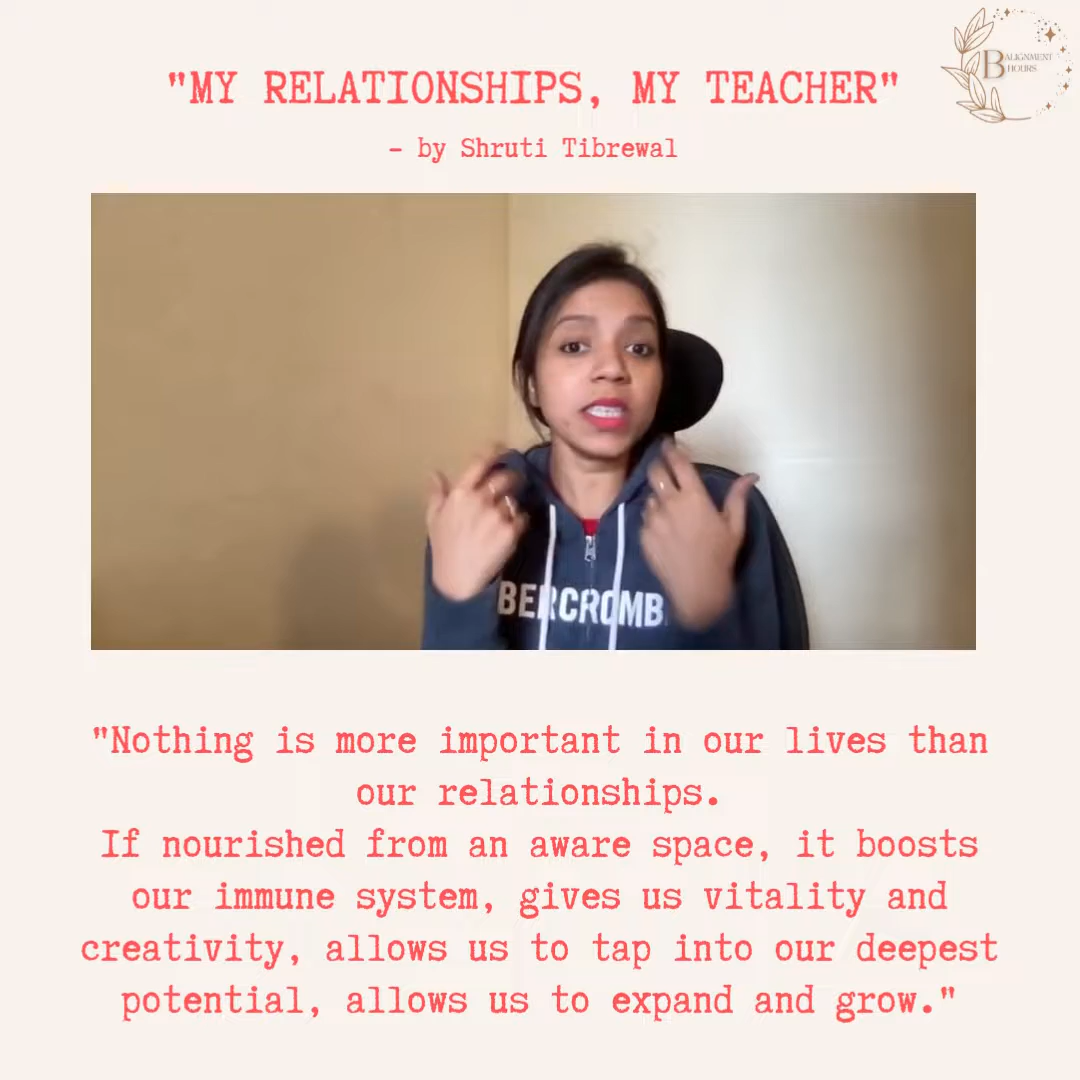 "MY RELATIONSHIPS, MY TEACHER"
- by Shruti Tibrewal
B ALIGNMENT
HOURS
BERCROMB
"Nothing is more important in our lives than
our relationships.
If nourished from an aware space, it boosts
our immune system, gives us vitality and
creativity, allows us to tap into our deepest
potential, allows us to expand and grow."